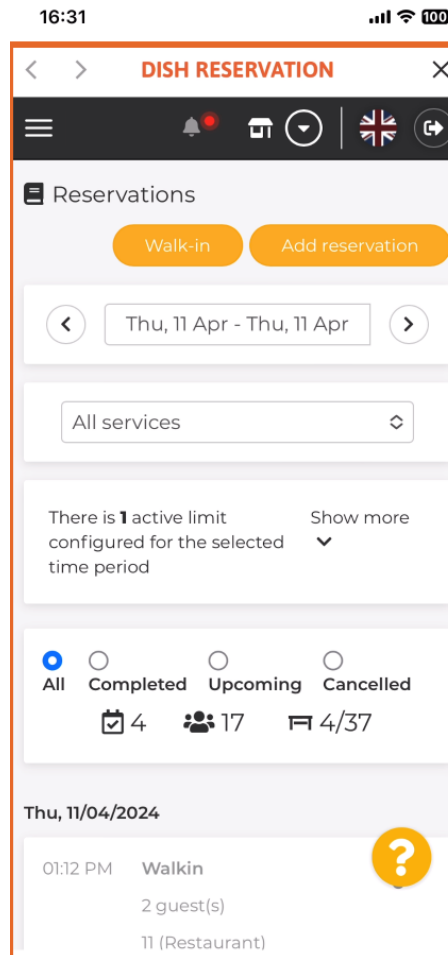 16:31
100
DISH RESERVATION
Reservations
Walk-in
Add reservation
Thu, 11 Apr - Thu, 11 Apr
All services
There is 1 active limit
configured for the selected
time period
Show more
All
Completed
Upcoming
Cancelled
4
17
4/37
Thu, 11/04/2024
01:12 PM
Walkin
2 guest(s)
11 (Restaurant)
?